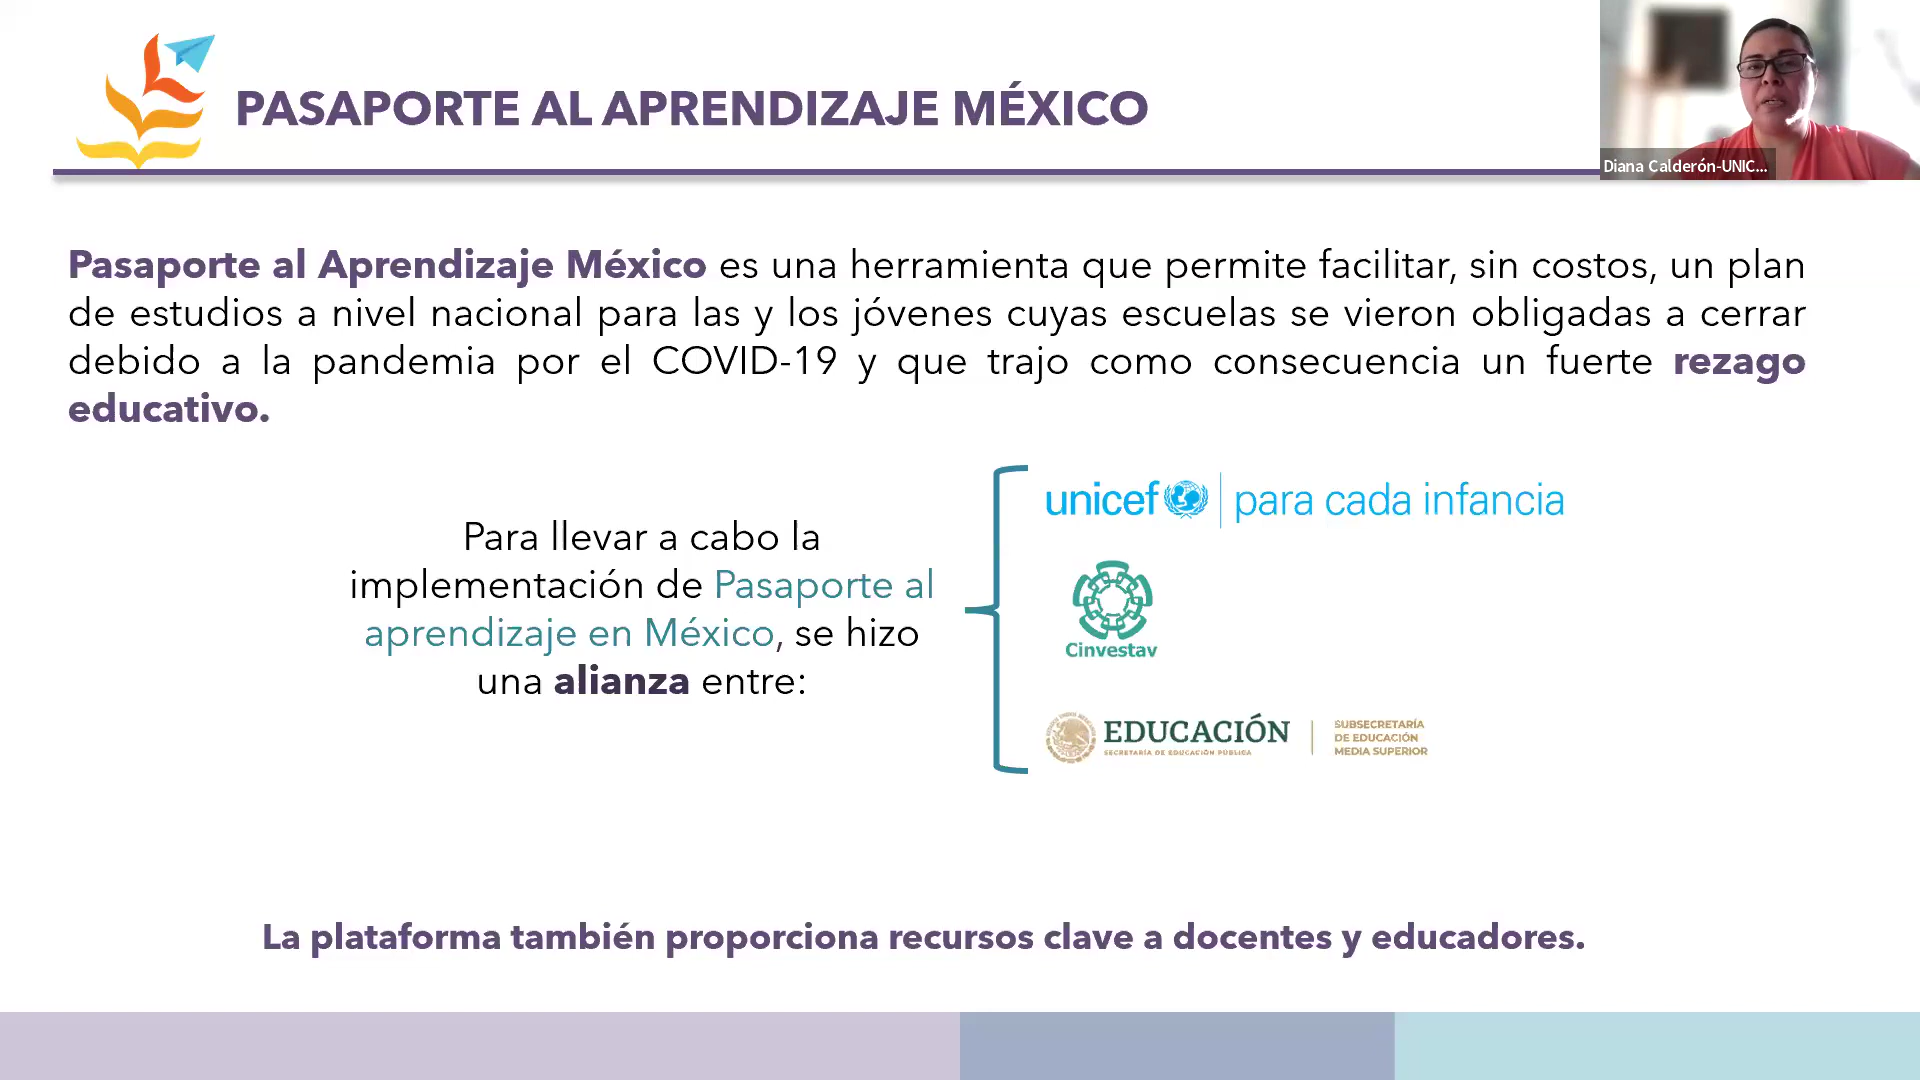 PASAPORTE AL APRENDIZAJE MÉXICO
Diana Calderón-UNIC...
Pasaporte al Aprendizaje México es una herramienta que permite facilitar, sin costos, un plan
de estudios a nivel nacional para las y los jóvenes cuyas escuelas se vieron obligadas a cerrar
debido a la pandemia por el COVID-19 y que trajo como consecuencia un fuerte rezago
educativo.
Para llevar a cabo la
implementación de Pasaporte al
aprendizaje en México, se hizo
una alianza entre:
unicef para cada infancia
Cinvestav
EDUCACIÓN
SECRETARÍA DE EDUCACIÓN PÚBLICA
SUBSECRETARÍA
DE EDUCACIÓN
MEDIA SUPERIOR
La plataforma también proporciona recursos clave a docentes y educadores.